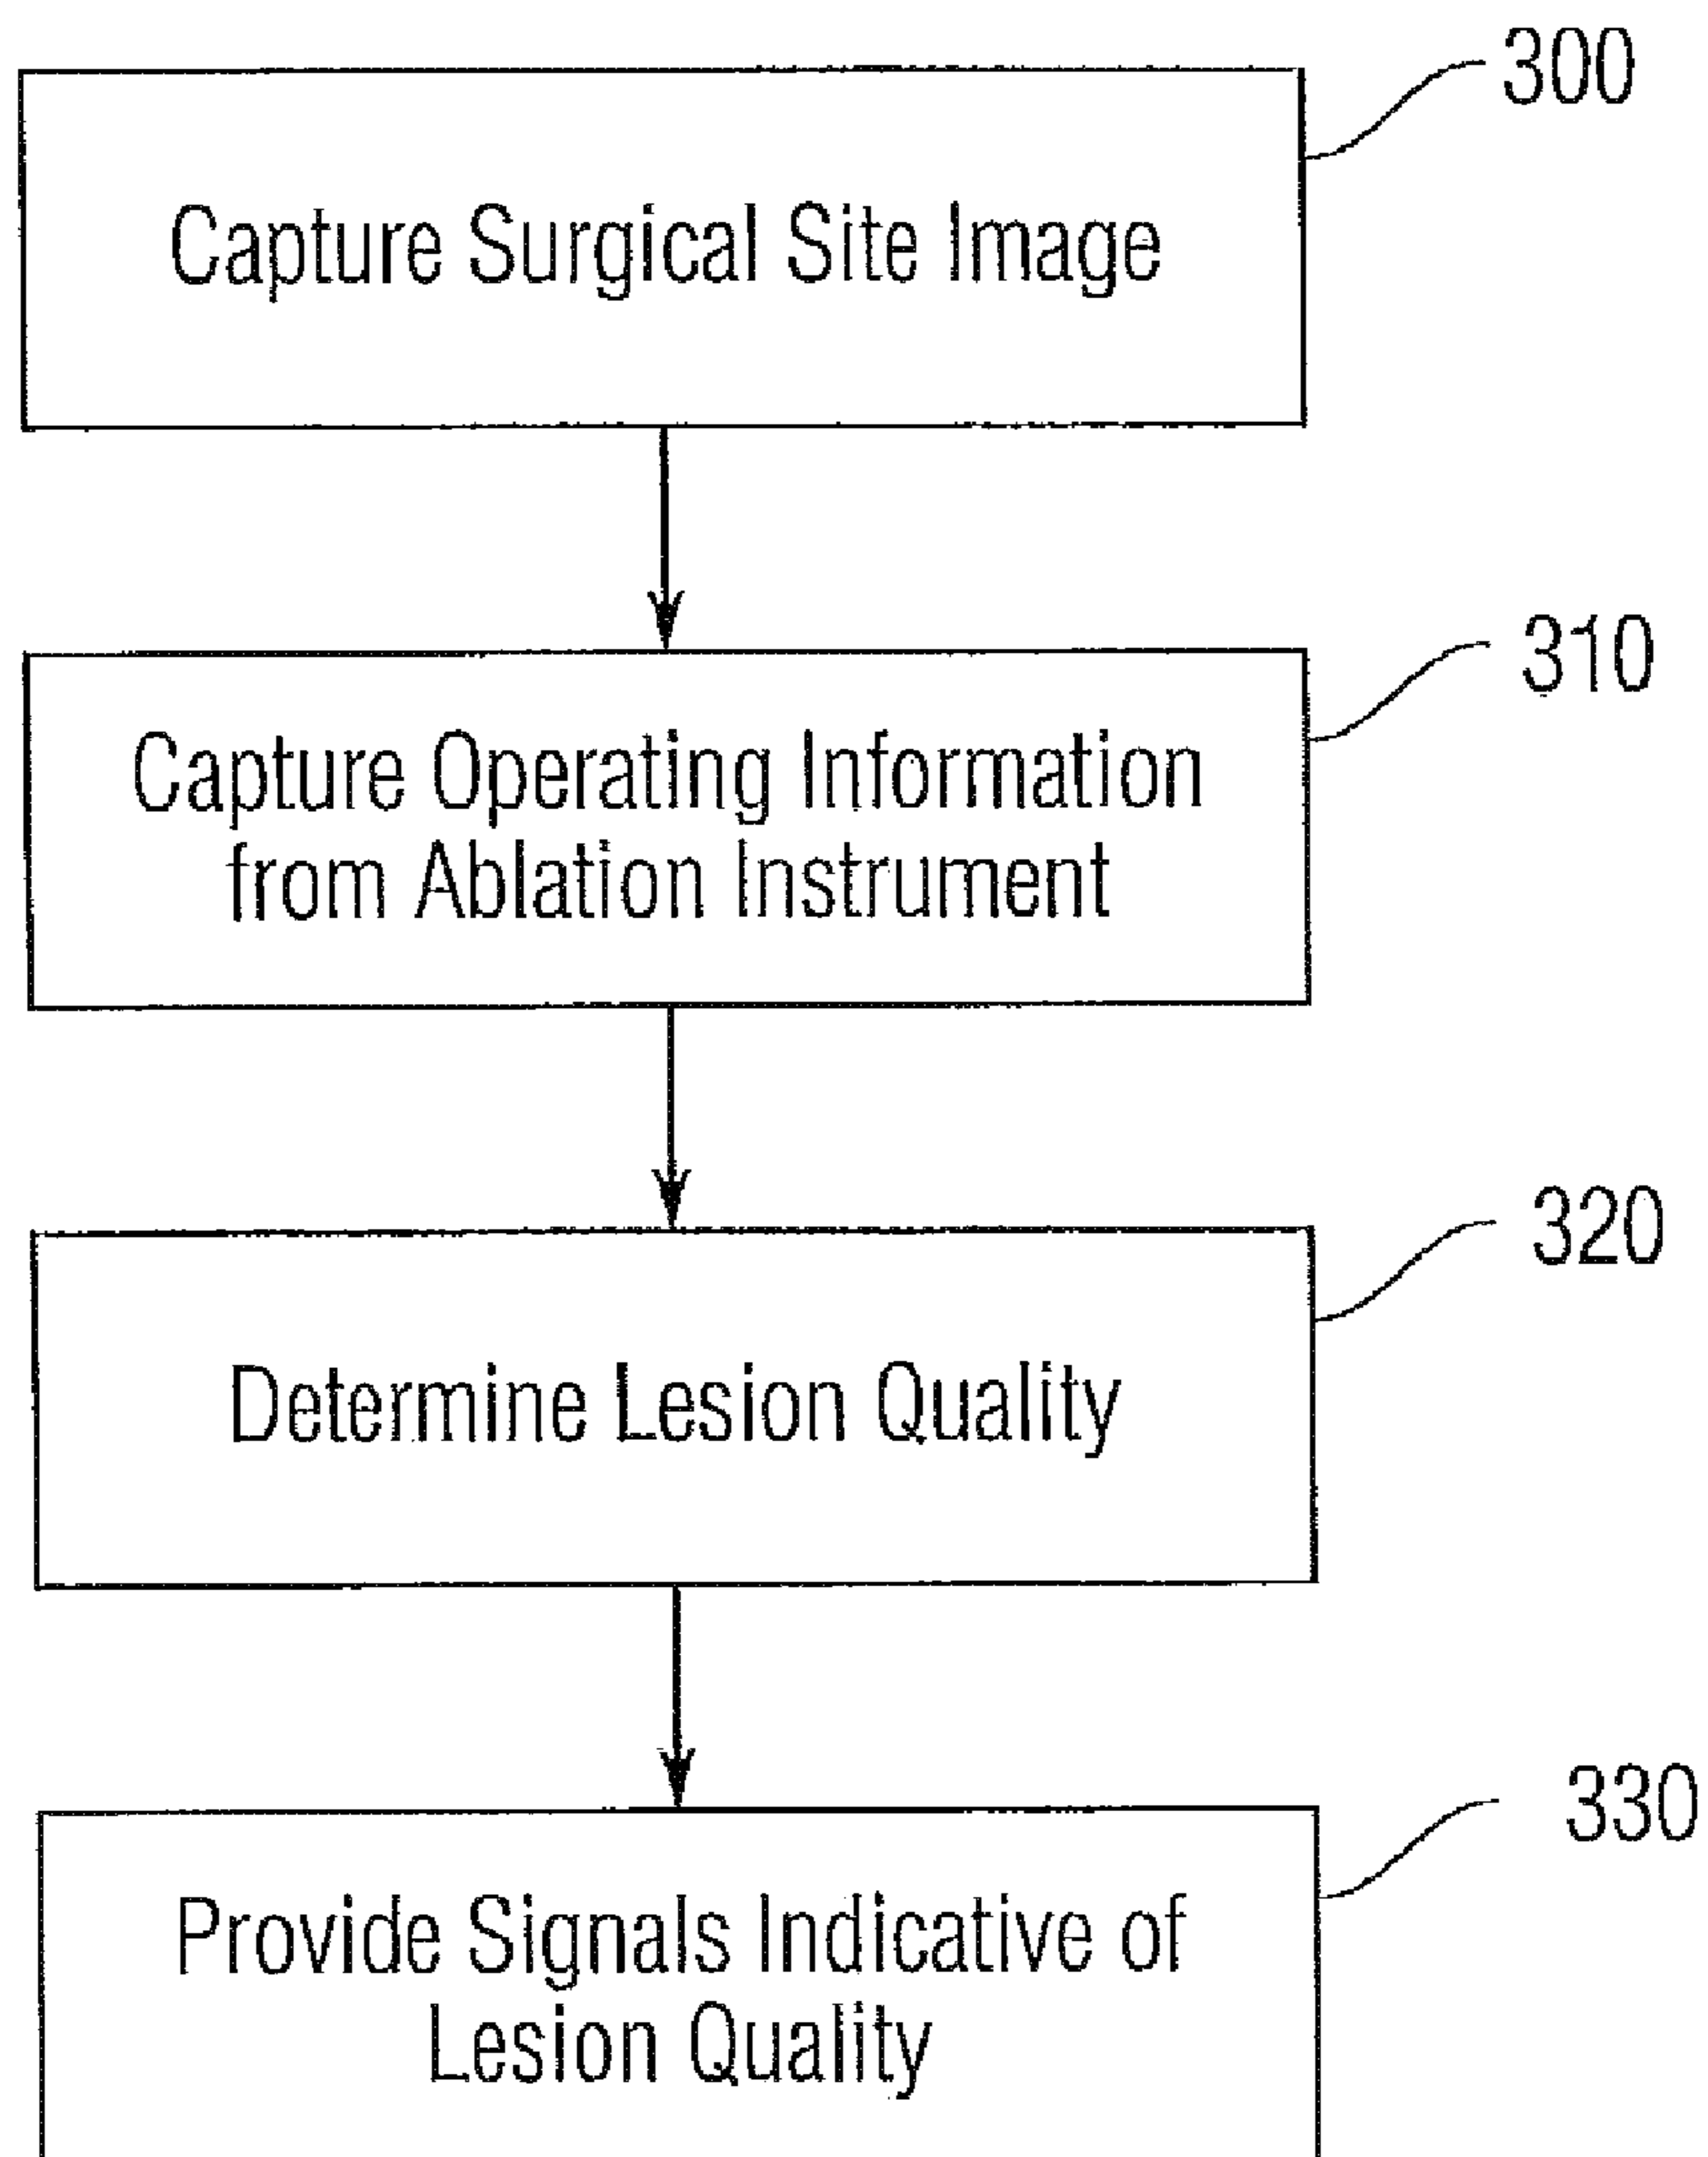 300
Capture Surgical Site Image
310
Capture Operating Information
from Ablation Instrument
320
Determine Lesion Quality
330
Provide Signals Indicative of
Lesion Quality